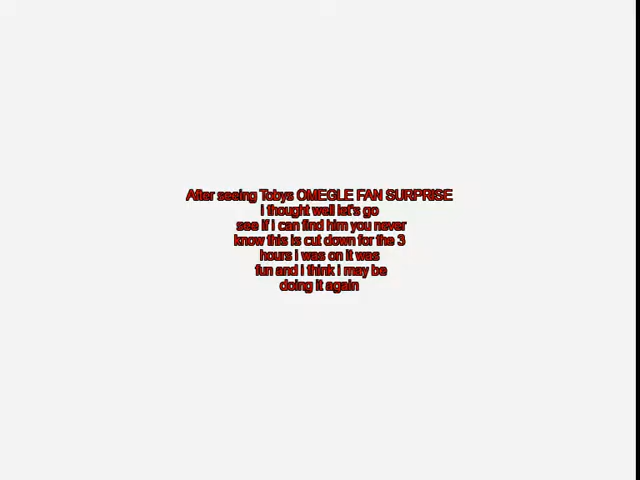 After seeing Tobys OMEGLE FAN SURPRISE
i thought well let's go
see if i can find him you never
know this is cut down for the 3
hours i was on it was
fun and i think i may be
doing it again